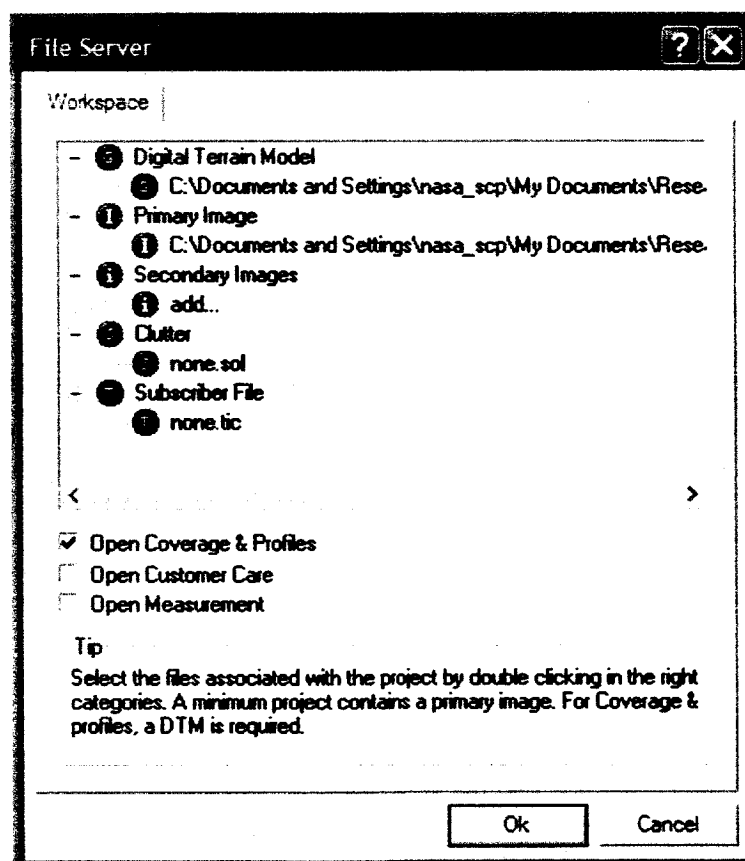 File Server
Workspace
Digital Terrain Model
C:\Documents and Settings\nasa_scp\My Documents\Rese
Primary Image
C:\Documents and Settings\nasa_scp\My Documents\Rese
Secondary Images
add...
Clutter
none.sol
Subscriber File
none.tic
Open Coverage & Profiles
Open Customer Care
Open Measurement
Tip
Select the files associated with the project by double clicking in the right
categories. A minimum project contains a primary image. For Coverage &
profiles, a DTM is required.
Ok Cancel